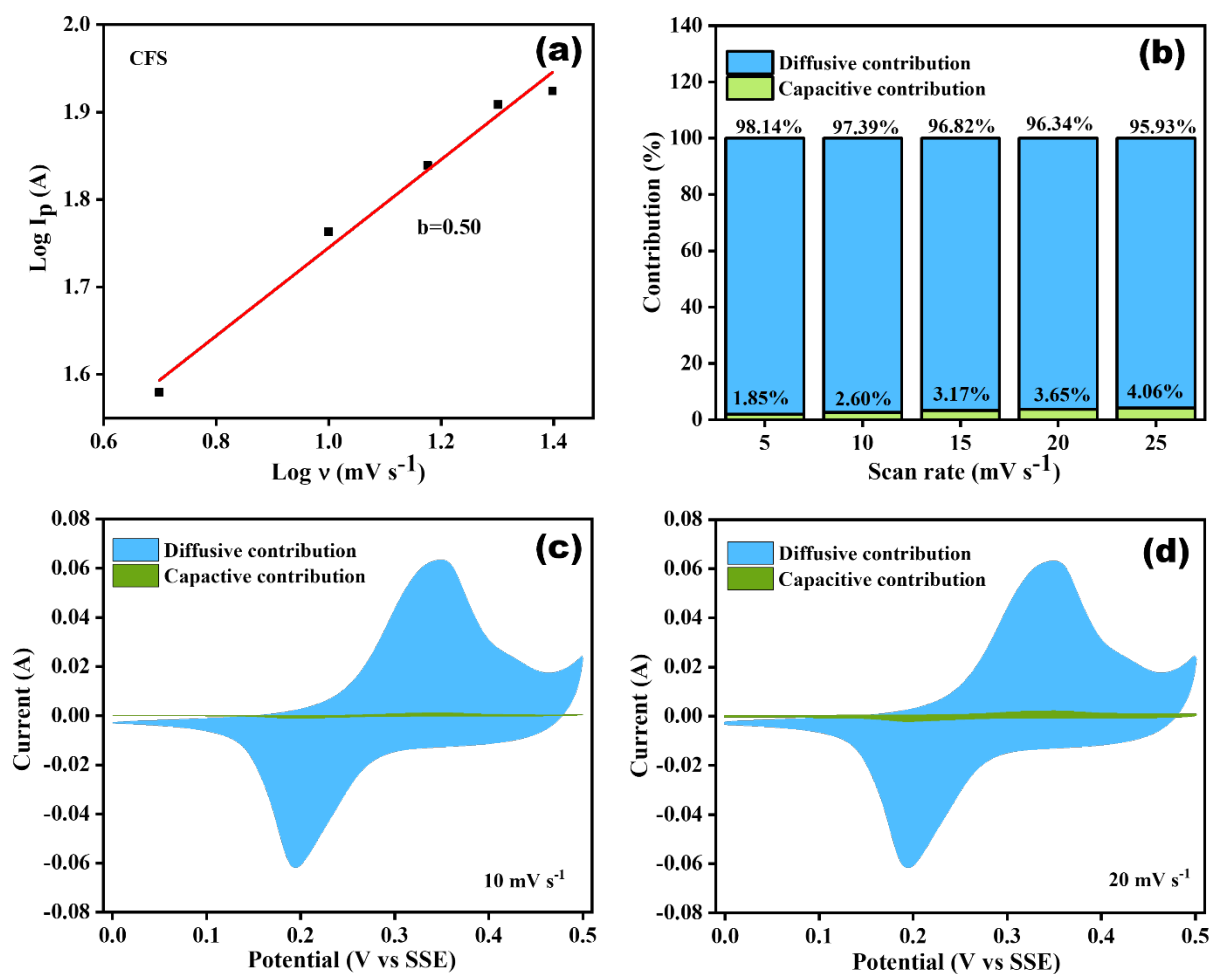 (a)
CFS
b=0.50
2.0
1.9
1.8
1.7
1.6
Log Ip (A)
0.6
0.8
1.0
1.2
1.4
Log ν (mV s-1)
(b)
Diffusive contribution
Capacitive contribution
140
120
100
80
60
40
20
0
Contribution (%)
98.14%
97.39%
96.82%
96.34%
95.93%
1.85%
2.60%
3.17%
3.65%
4.06%
5
10
15
20
25
Scan rate (mV s-1)
(c)
Diffusive contribution
Capactive contribution
0.08
0.06
0.04
0.02
0.00
-0.02
-0.04
-0.06
-0.08
Current (A)
10 mV s-1
0.0
0.1
0.2
0.3
0.4
0.5
Potential (V vs SSE)
(d)
Diffusive contribution
Capacitive contribution
0.08
0.06
0.04
0.02
0.00
-0.02
-0.04
-0.06
-0.08
Current (A)
20 mV s-1
0.0
0.1
0.2
0.3
0.4
0.5
Potential (V vs SSE)